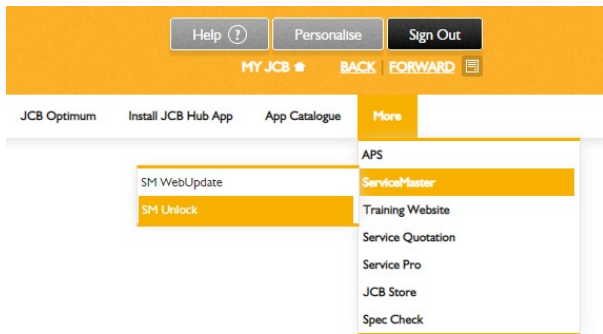 Help ?
Personalise
Sign Out
MY JCB
BACK | FORWARD
JCB Optimum
Install JCB Hub App
App Catalogue
More
APS
SM WebUpdate
ServiceMaster
SM Unlock
Training Website
Service Quotation
Service Pro
JCB Store
Spec Check